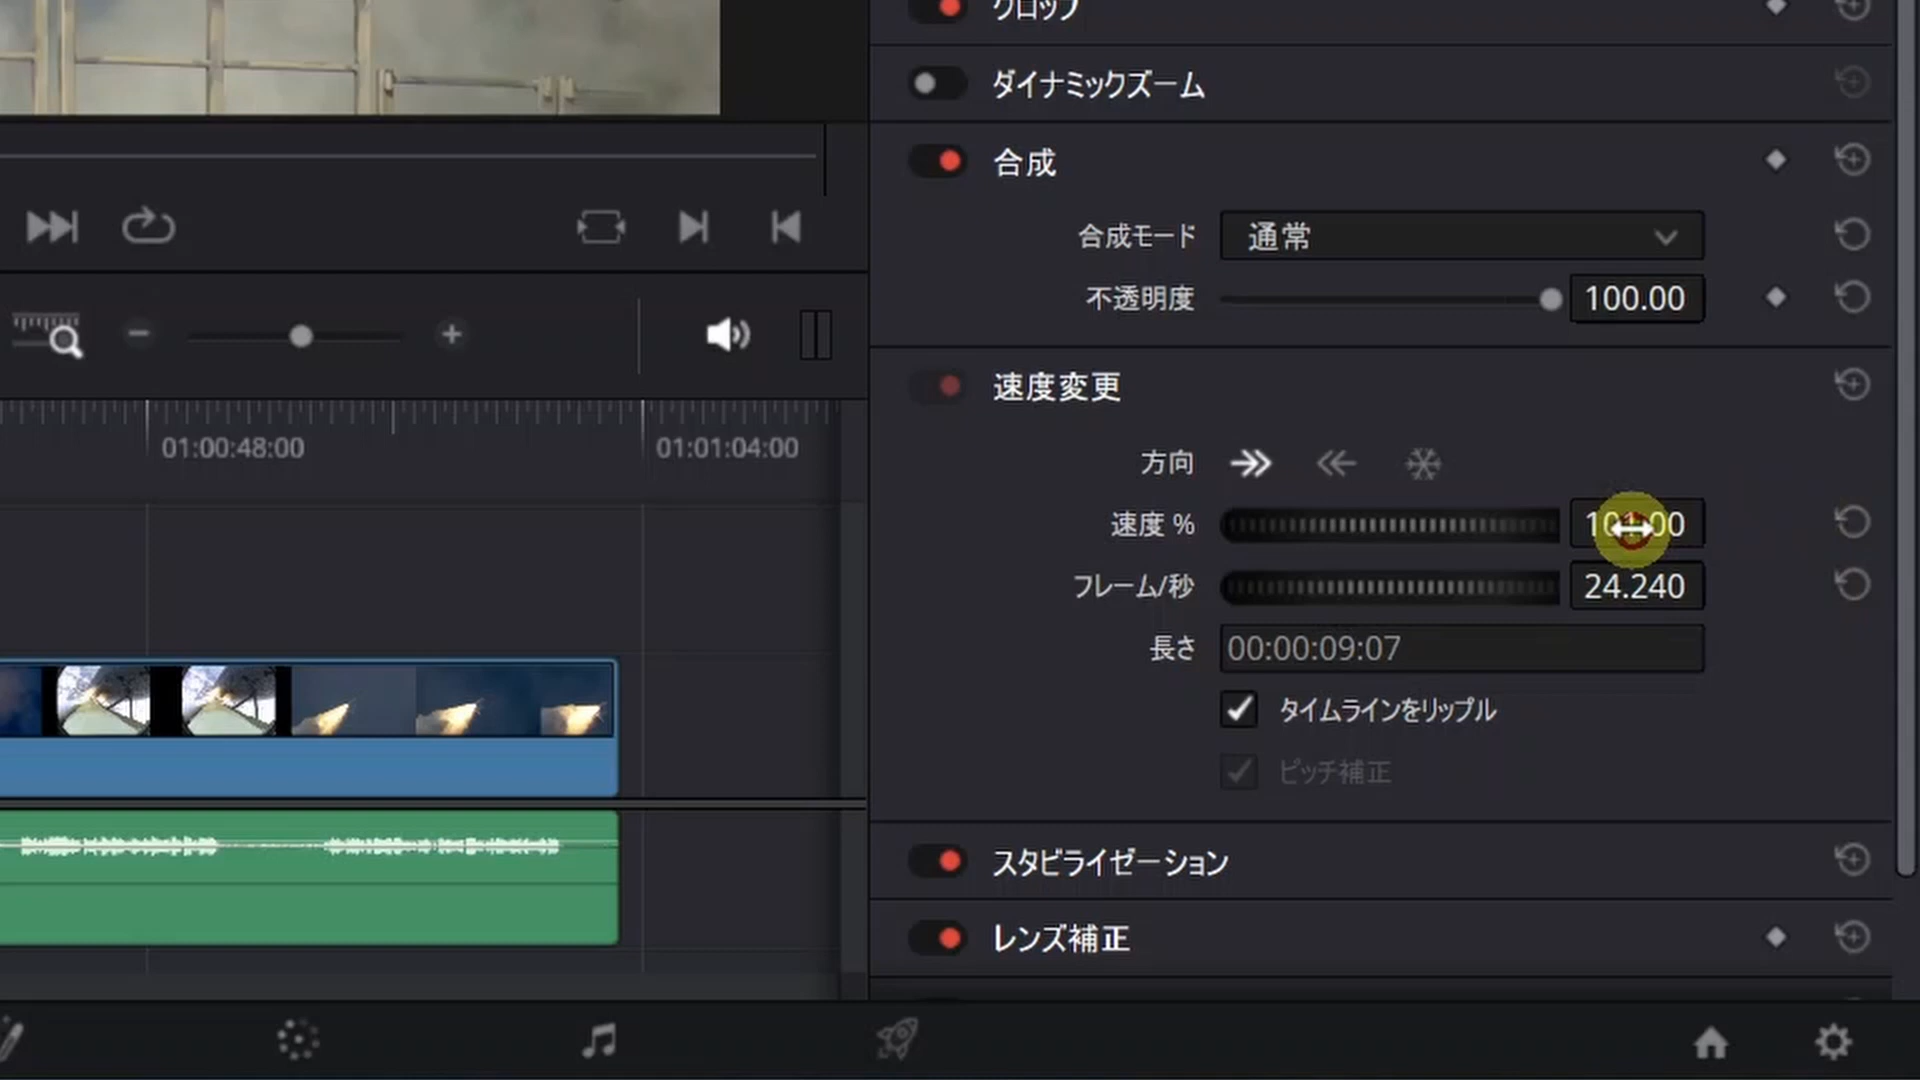 クロップ
ダイナミックズーム
合成
合成モード 通常
不透明度 100.00
速度変更
方向
速度 % 101.00
フレーム/秒 24.240
長さ 00:00:09:07
タイムラインをリップル
ピッチ補正
スタビライゼーション
レンズ補正
01:00:48:00
01:01:04:00